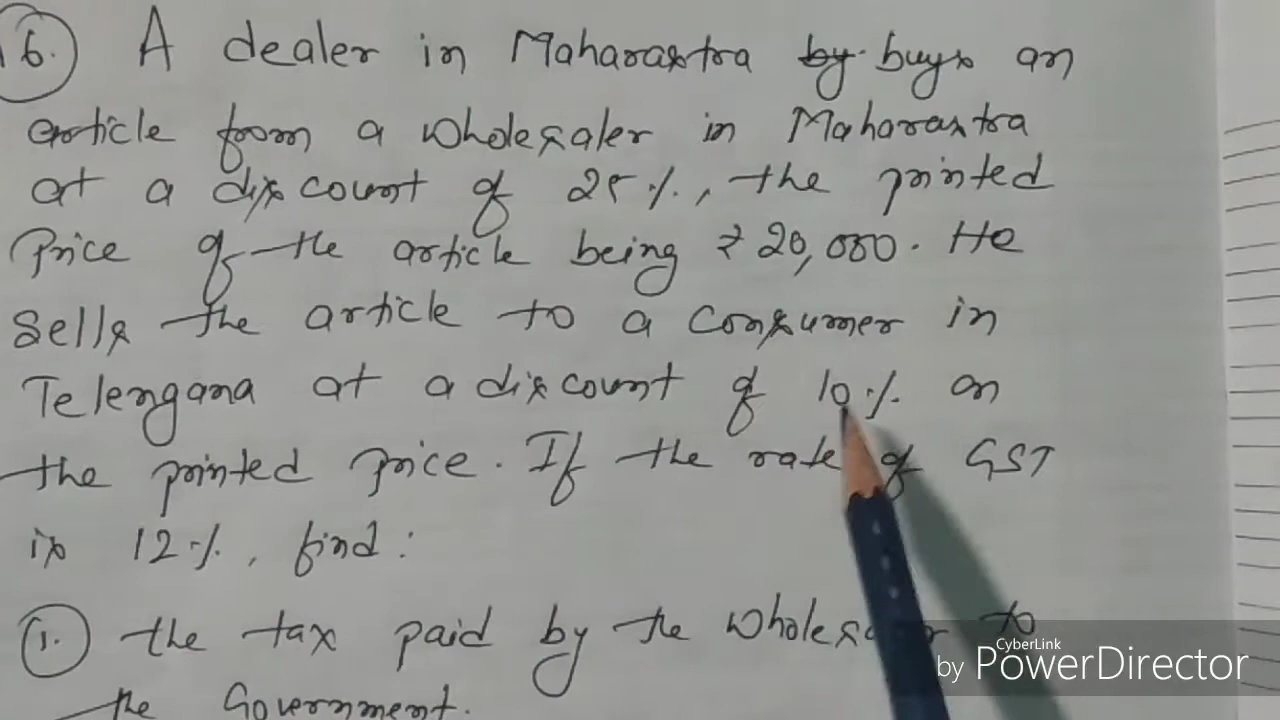 16. A dealer in Maharastra by buys an
article from a wholesaler in Maharastra
at a discount of 25%, the printed
Price of the article being ₹ 20,000. He
Sells the article to a consumer in
Telengana at a discount of 10% on
the printed price. If the rate of GST
is 12%, find:
1. the tax paid by the wholesaler to
the Government.
CyberLink
by PowerDirector